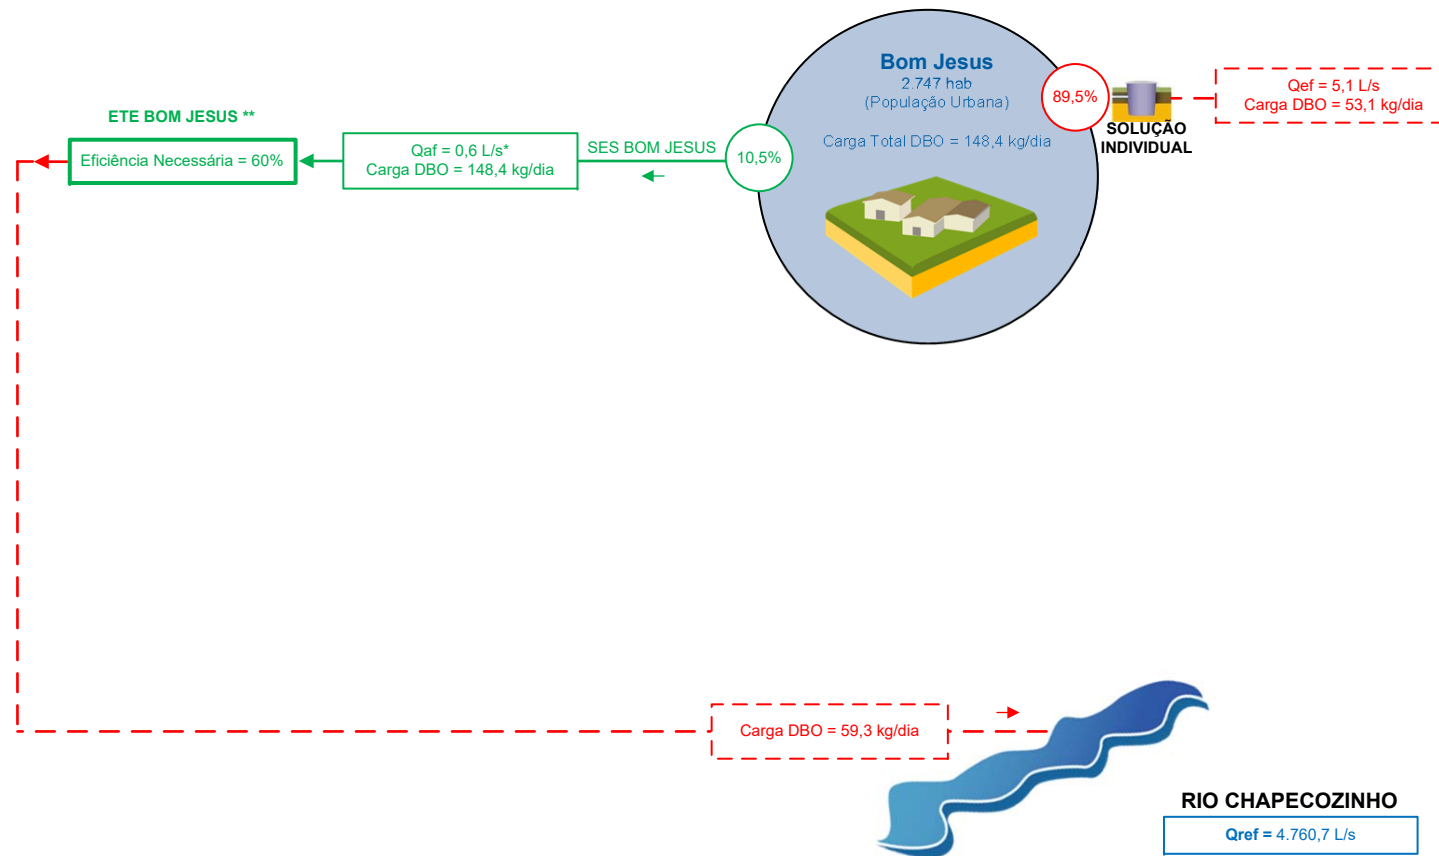 Bom Jesus
2.747 hab
(População Urbana)
Carga Total DBO = 148,4 kg/dia
89,5%
SOLUÇÃO
INDIVIDUAL
Qef = 5,1 L/s
Carga DBO = 53,1 kg/dia
10,5%
SES BOM JESUS
Qaf = 0,6 L/s*
Carga DBO = 148,4 kg/dia
ETE BOM JESUS **
Eficiência Necessária = 60%
Carga DBO = 59,3 kg/dia
RIO CHAPECOZINHO
Qref = 4.760,7 L/s